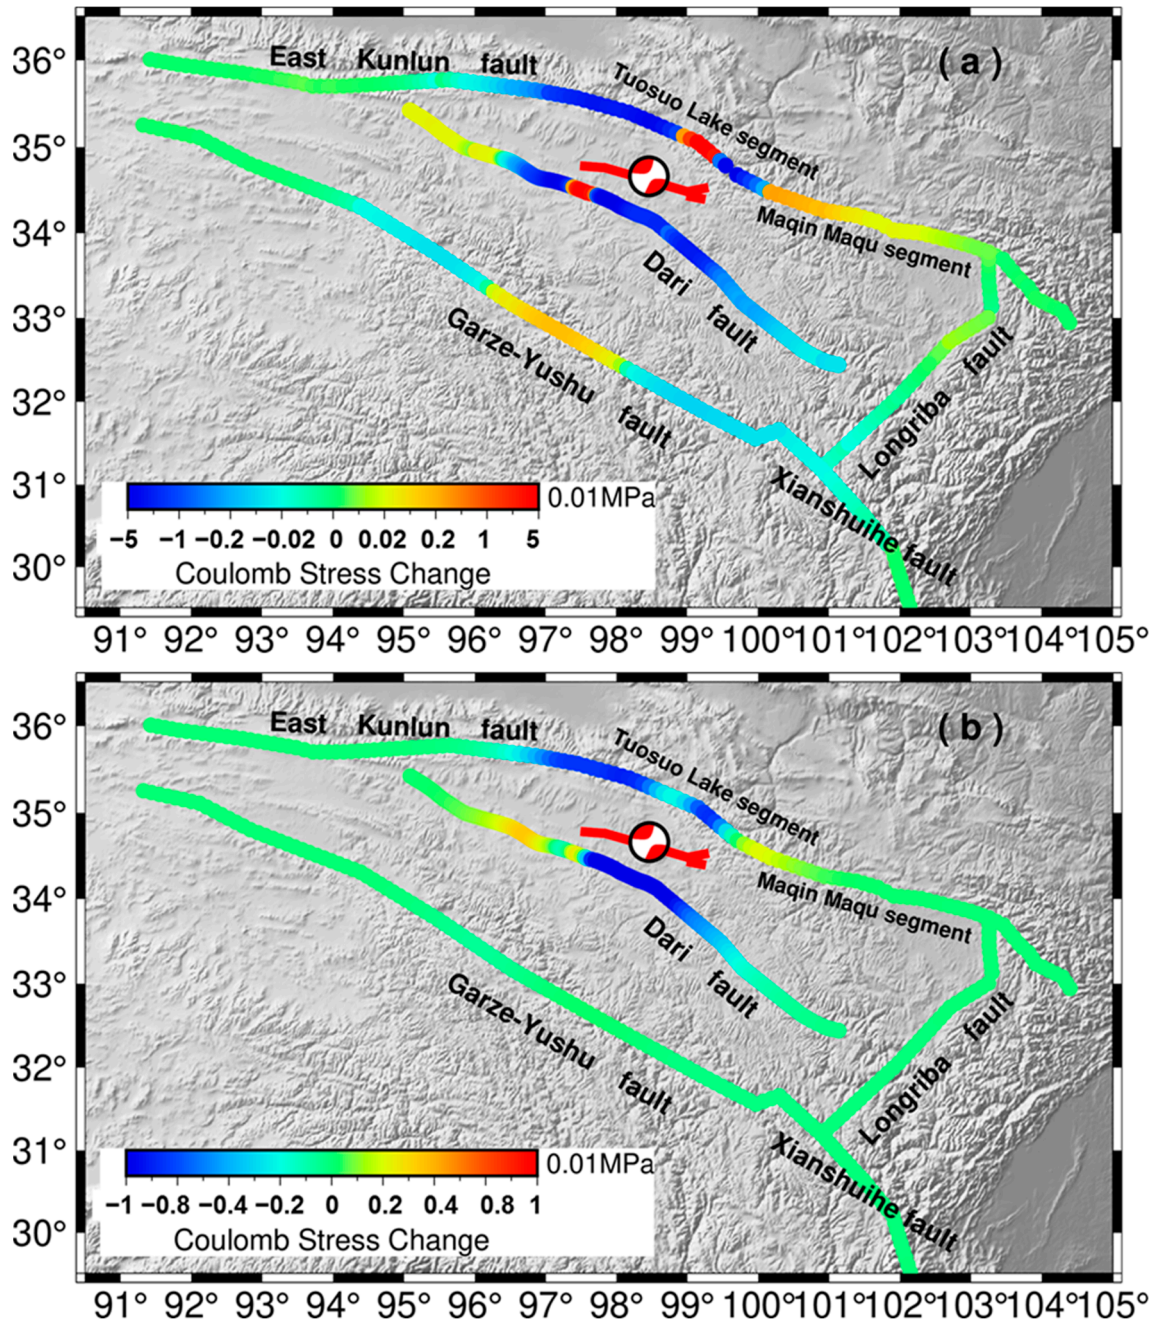 36°
35°
34°
33°
32°
31°
30°
( a )
East Kunlun fault
Tuosuo Lake segment
Maqin Maqu segment
Dari fault
Garze-Yushu fault
Longriba fault
Xianshuihe fault
0.01MPa
−5 −1 −0.2 −0.02 0 0.02 0.2 1 5
Coulomb Stress Change
91° 92° 93° 94° 95° 96° 97° 98° 99° 100° 101° 102° 103° 104° 105°
36°
35°
34°
33°
32°
31°
30°
( b )
East Kunlun fault
Tuosuo Lake segment
Maqin Maqu segment
Dari fault
Garze-Yushu fault
Longriba fault
Xianshuihe fault
0.01MPa
−1 −0.8 −0.4 −0.2 0 0.2 0.4 0.8 1
Coulomb Stress Change
91° 92° 93° 94° 95° 96° 97° 98° 99° 100° 101° 102° 103° 104° 105°